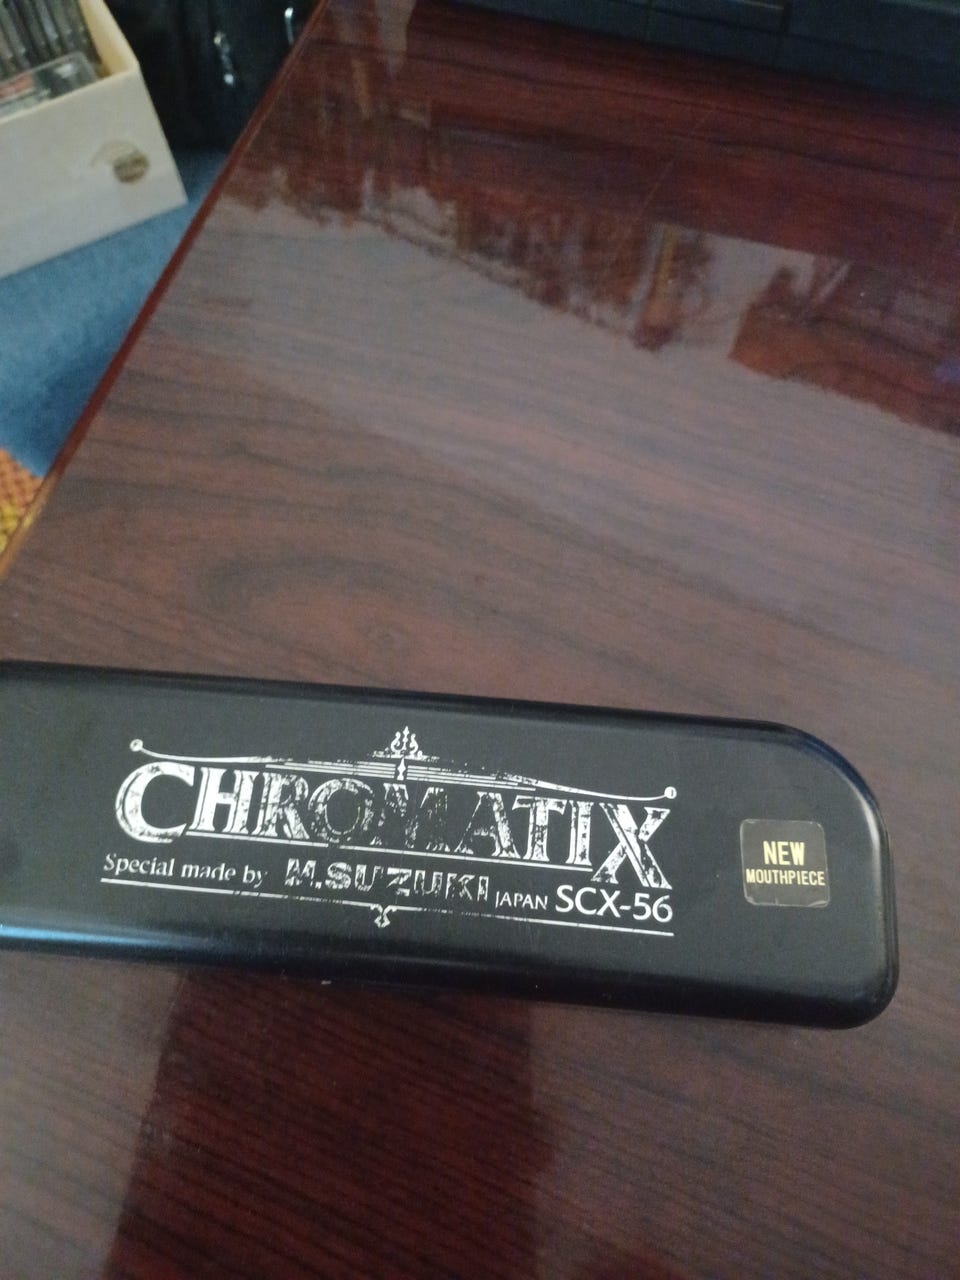 CHROMATIX
Special made by M.SUZUKI JAPAN SCX-56
NEW
MOUTHPIECE